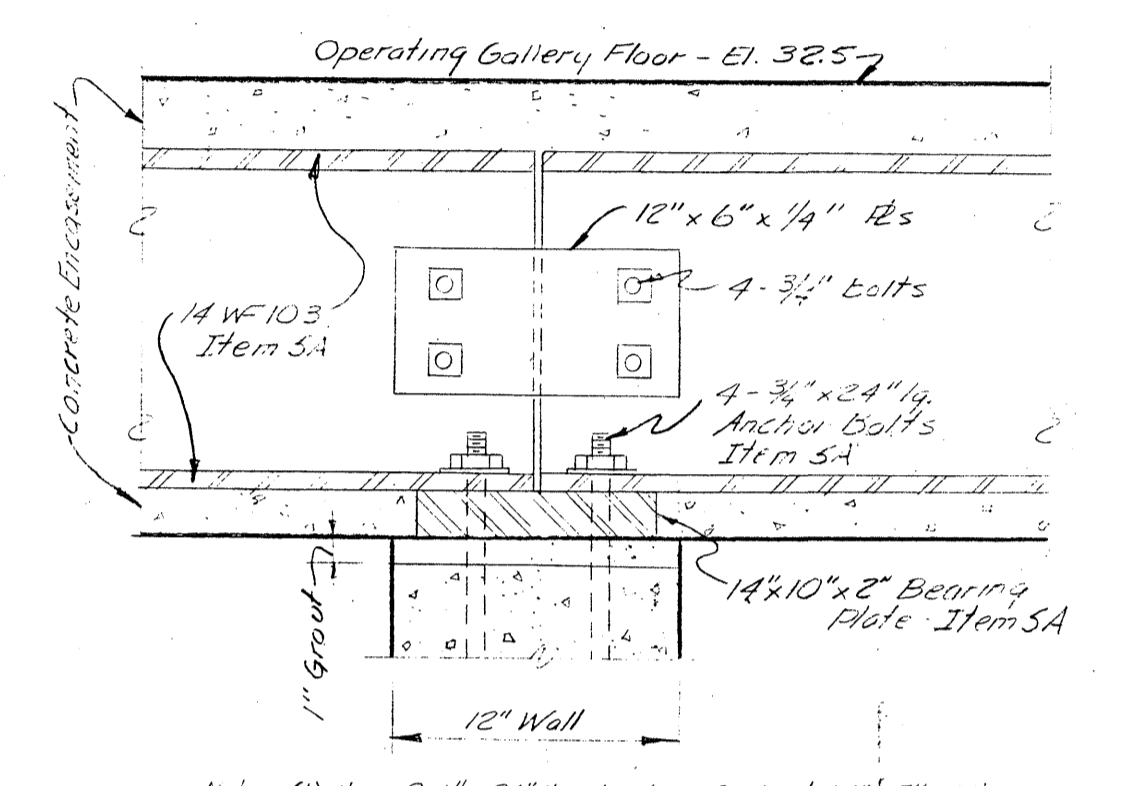 Operating Gallery Floor - El. 32.5
Concrete Encasement
12" x 6" x 1/4" PLs
4 - 3/4" bolts
14 WF 103
Item 5A
4 - 3/4" x 24" lg.
Anchor Bolts
Item 5A
14" x 10" x 2" Bearing
Plate - Item 5A
1" Grout
12" Wall